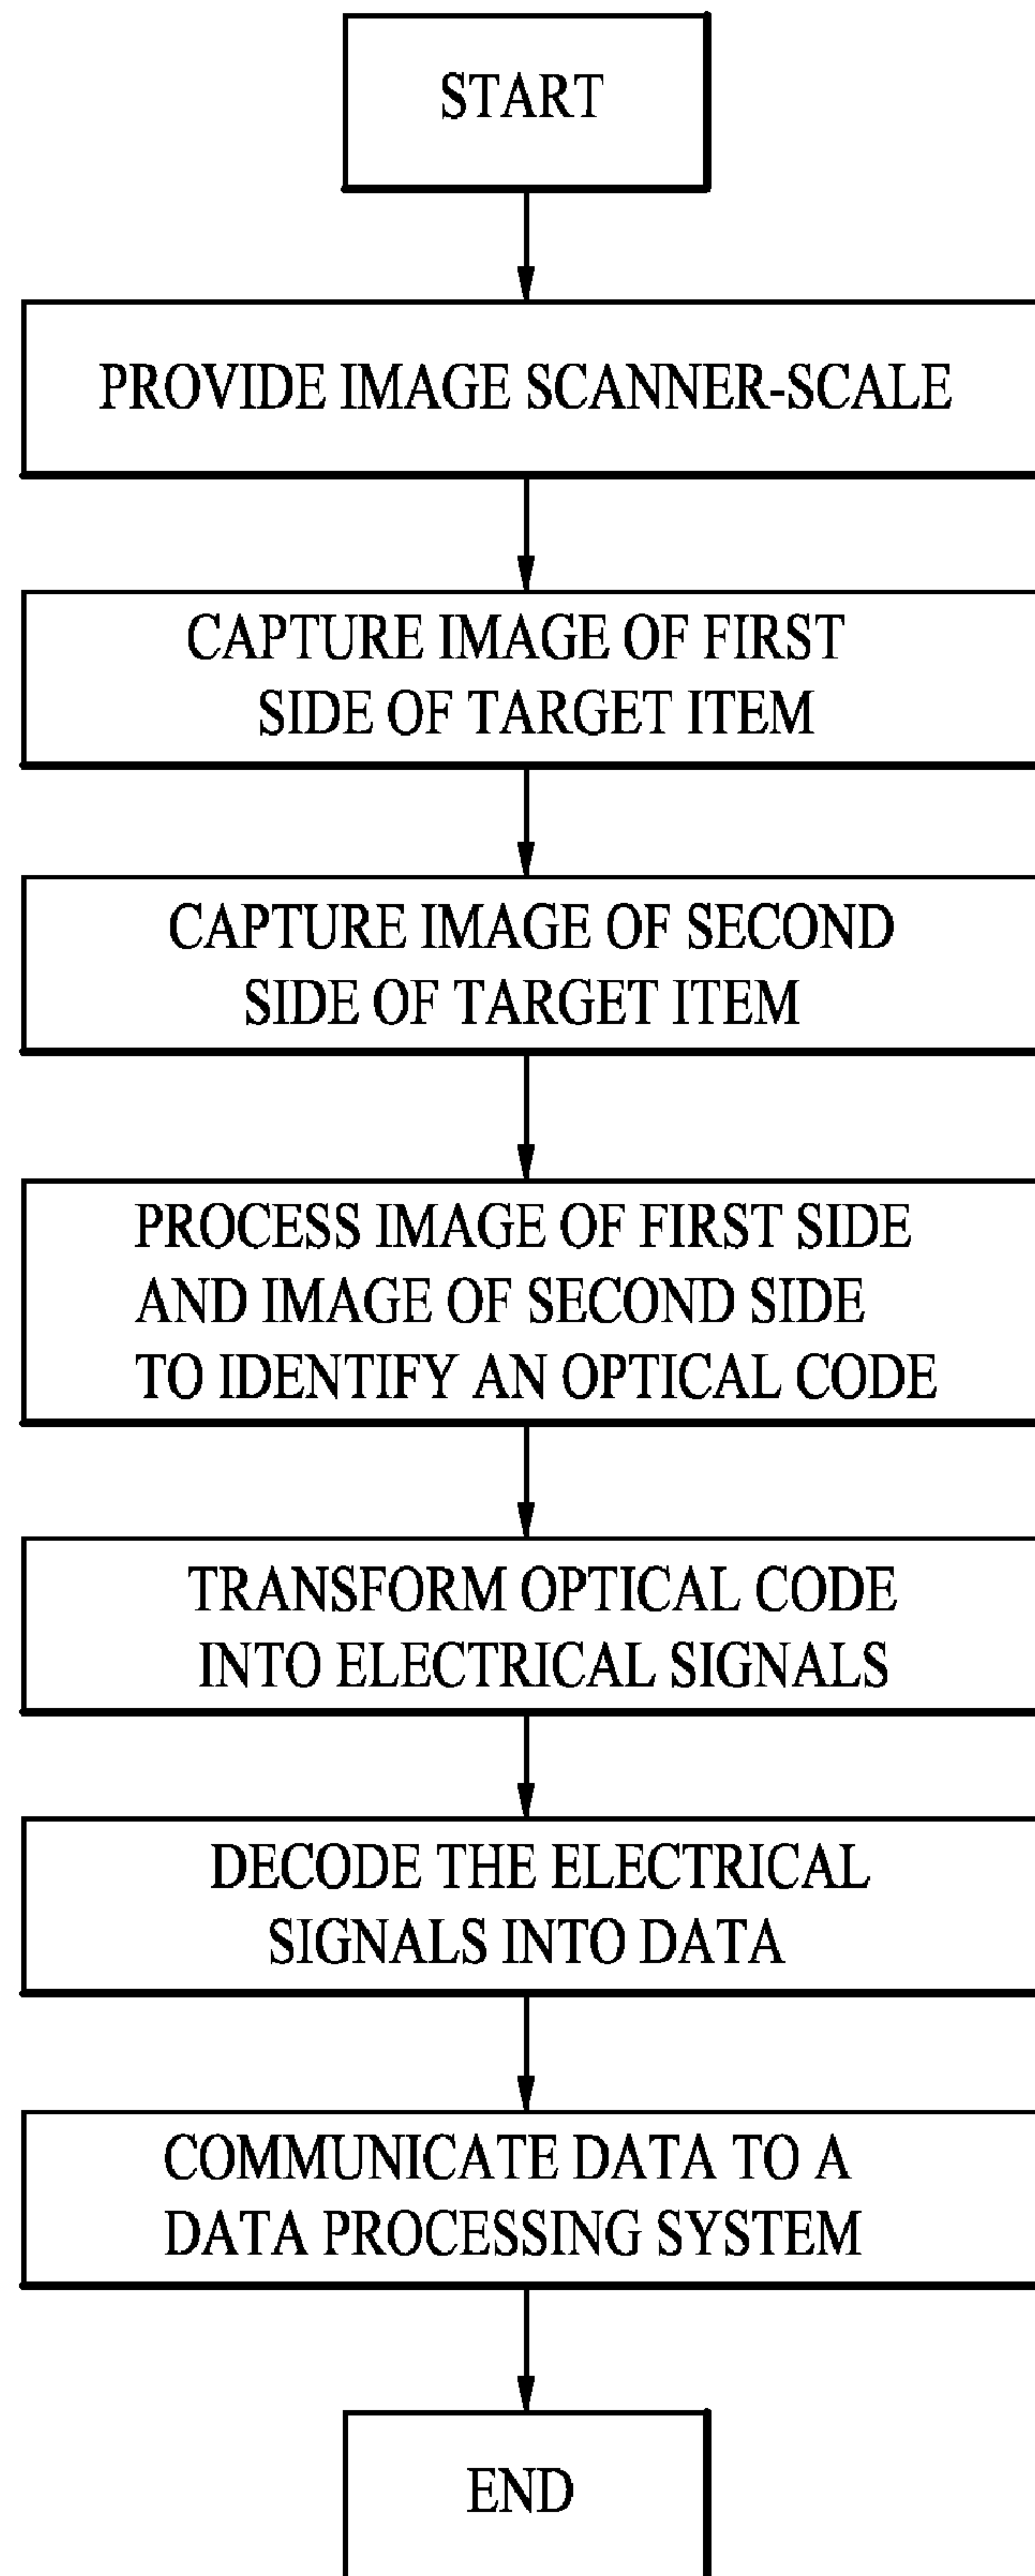 START
PROVIDE IMAGE SCANNER-SCALE
CAPTURE IMAGE OF FIRST
SIDE OF TARGET ITEM
CAPTURE IMAGE OF SECOND
SIDE OF TARGET ITEM
PROCESS IMAGE OF FIRST SIDE
AND IMAGE OF SECOND SIDE
TO IDENTIFY AN OPTICAL CODE
TRANSFORM OPTICAL CODE
INTO ELECTRICAL SIGNALS
DECODE THE ELECTRICAL
SIGNALS INTO DATA
COMMUNICATE DATA TO A
DATA PROCESSING SYSTEM
END